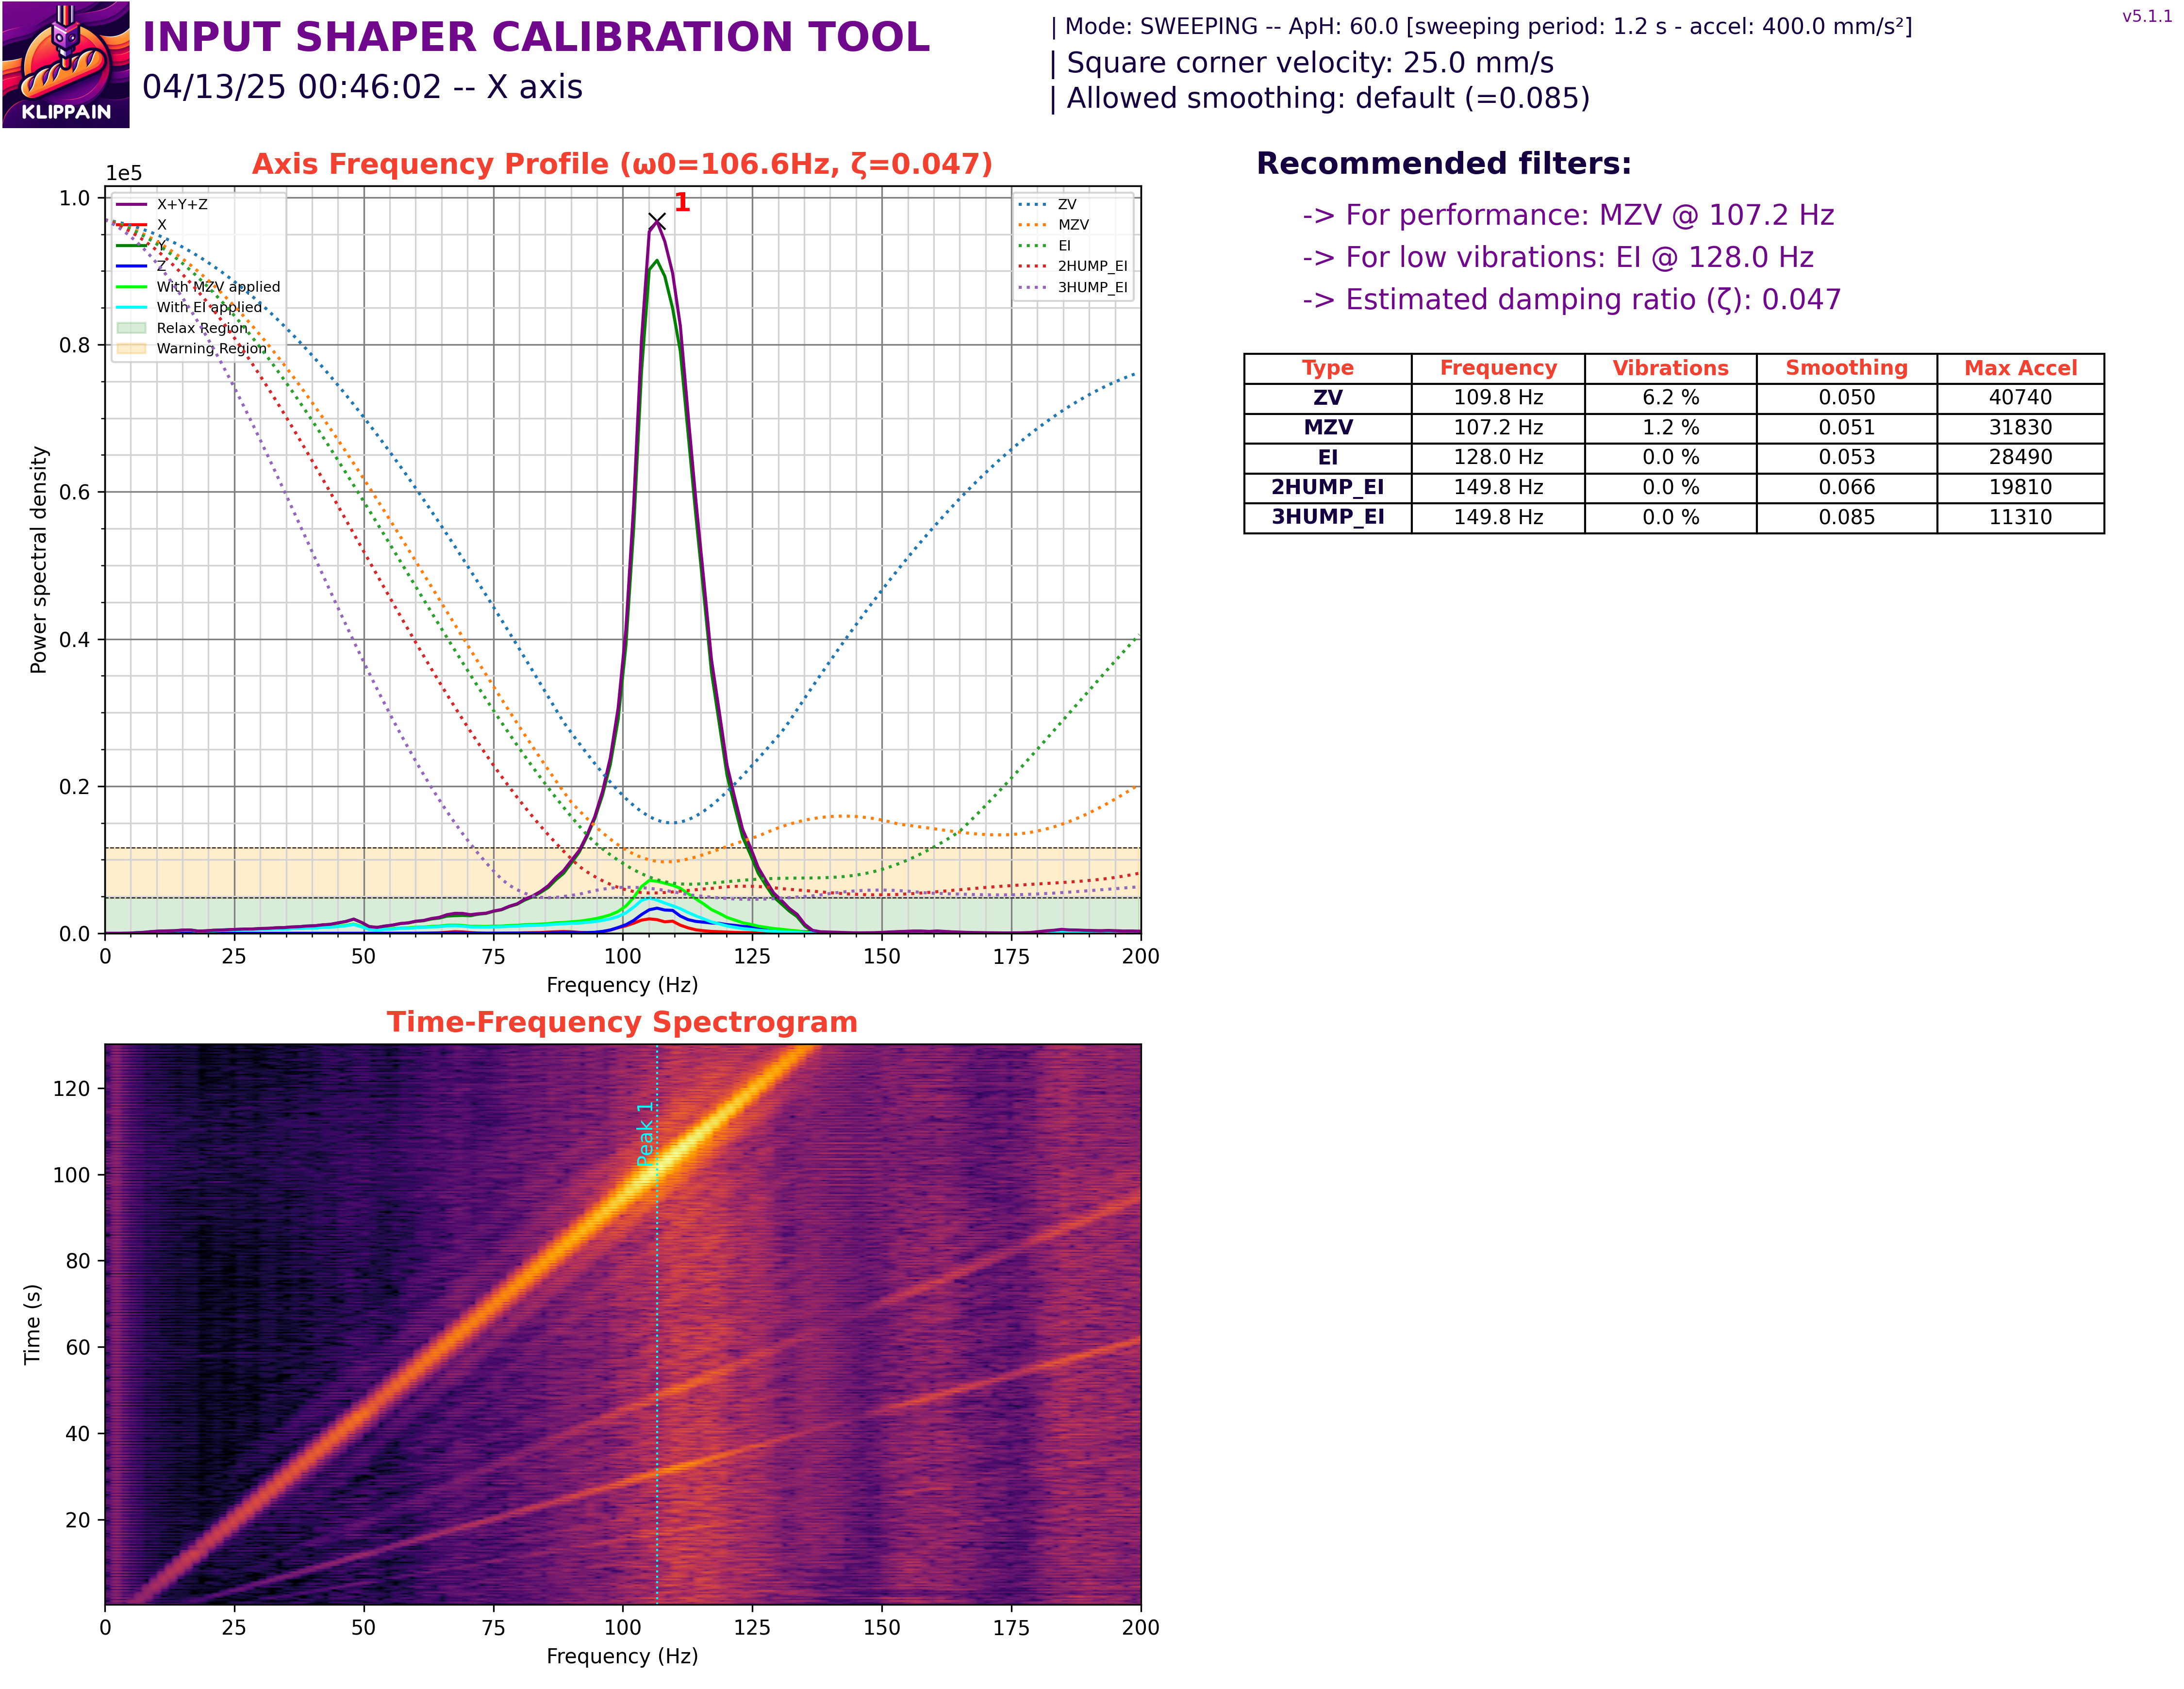 KLIPPAIN
INPUT SHAPER CALIBRATION TOOL
04/13/25 00:46:02 -- X axis
| Mode: SWEEPING -- ApH: 60.0 [sweeping period: 1.2 s - accel: 400.0 mm/s²]
| Square corner velocity: 25.0 mm/s
| Allowed smoothing: default (=0.085)
v5.1.1
Axis Frequency Profile (ω0=106.6Hz, ζ=0.047)
1e5
1.0
0.8
0.6
0.4
0.2
0.0
Power spectral density
X+Y+Z
X
Y
Z
With MZV applied
With EI applied
Relax Region
Warning Region
1
ZV
MZV
EI
2HUMP_EI
3HUMP_EI
0 25 50 75 100 125 150 175 200
Frequency (Hz)
Recommended filters:
-> For performance: MZV @ 107.2 Hz
-> For low vibrations: EI @ 128.0 Hz
-> Estimated damping ratio (ζ): 0.047
Type Frequency Vibrations Smoothing Max Accel
ZV 109.8 Hz 6.2 % 0.050 40740
MZV 107.2 Hz 1.2 % 0.051 31830
EI 128.0 Hz 0.0 % 0.053 28490
2HUMP_EI 149.8 Hz 0.0 % 0.066 19810
3HUMP_EI 149.8 Hz 0.0 % 0.085 11310
Time-Frequency Spectrogram
120
100
80
60
40
20
Time (s)
Peak 1
0 25 50 75 100 125 150 175 200
Frequency (Hz)